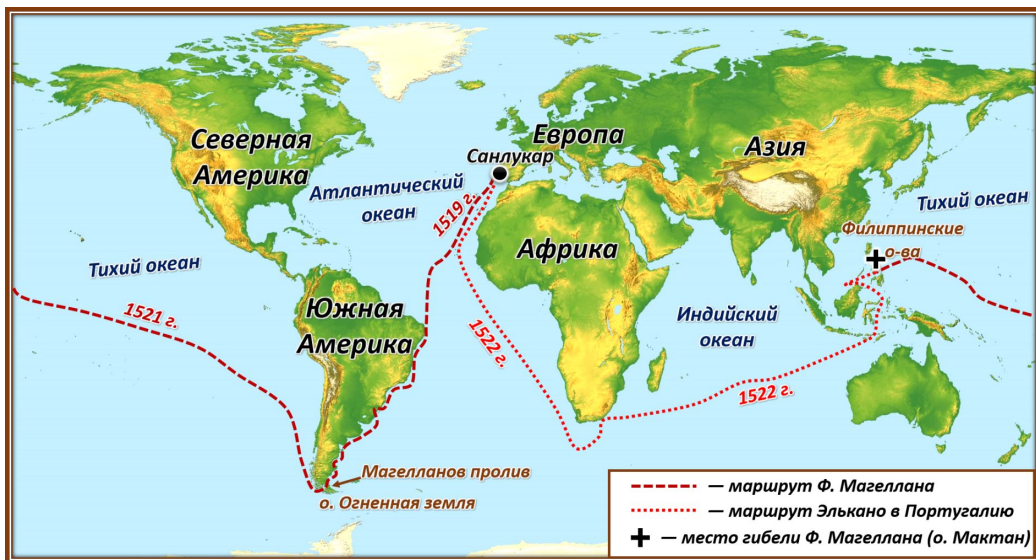 Северная
Америка
Европа
Азия
Санлукар
Атлантический
океан
1519 г.
Тихий океан
Филиппинские
о-ва
Африка
Тихий океан
Южная
Америка
1521 г.
Индийский
океан
1522 г.
1522 г.
Магелланов пролив
о. Огненная земля
— маршрут Ф. Магеллана
— маршрут Элькано в Португалию
— место гибели Ф. Магеллана (о. Мактан)